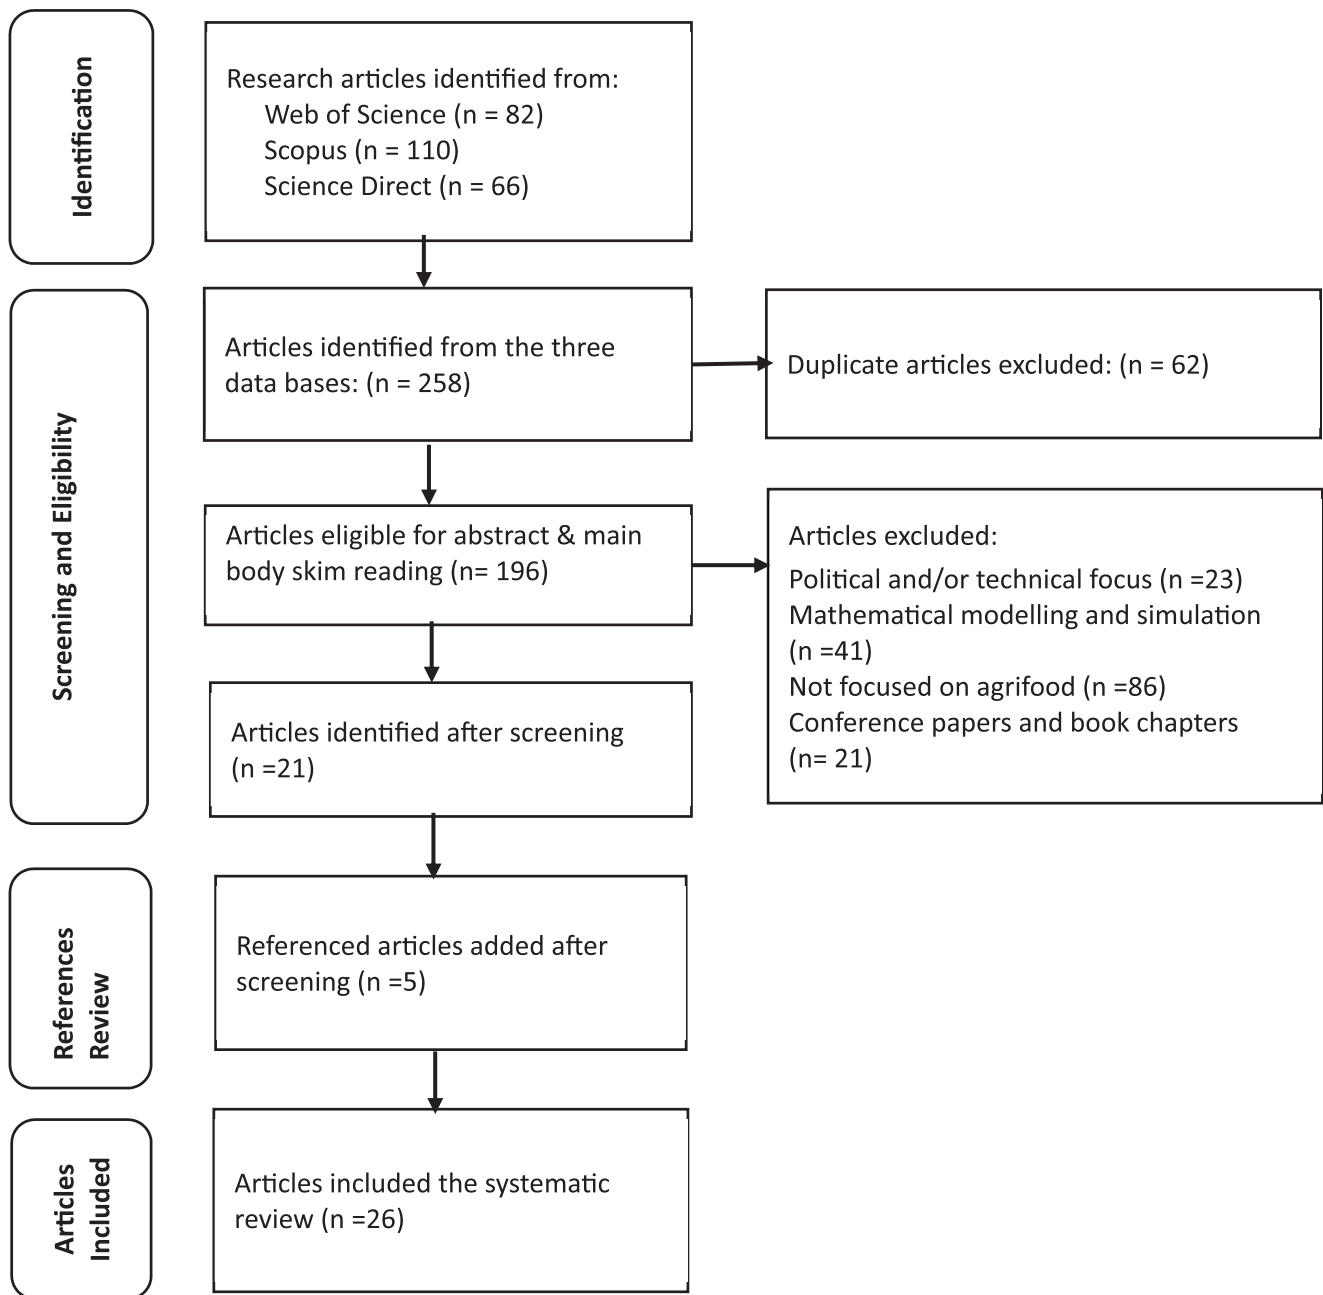 Identification
Research articles identified from:
Web of Science (n = 82)
Scopus (n = 110)
Science Direct (n = 66)
Screening and Eligibility
Articles identified from the three
data bases: (n = 258)
Duplicate articles excluded: (n = 62)
Articles eligible for abstract & main
body skim reading (n= 196)
Articles excluded:
Political and/or technical focus (n =23)
Mathematical modelling and simulation
(n =41)
Not focused on agrifood (n =86)
Conference papers and book chapters
(n= 21)
Articles identified after screening
(n =21)
References
Review
Referenced articles added after
screening (n =5)
Articles
Included
Articles included the systematic
review (n =26)